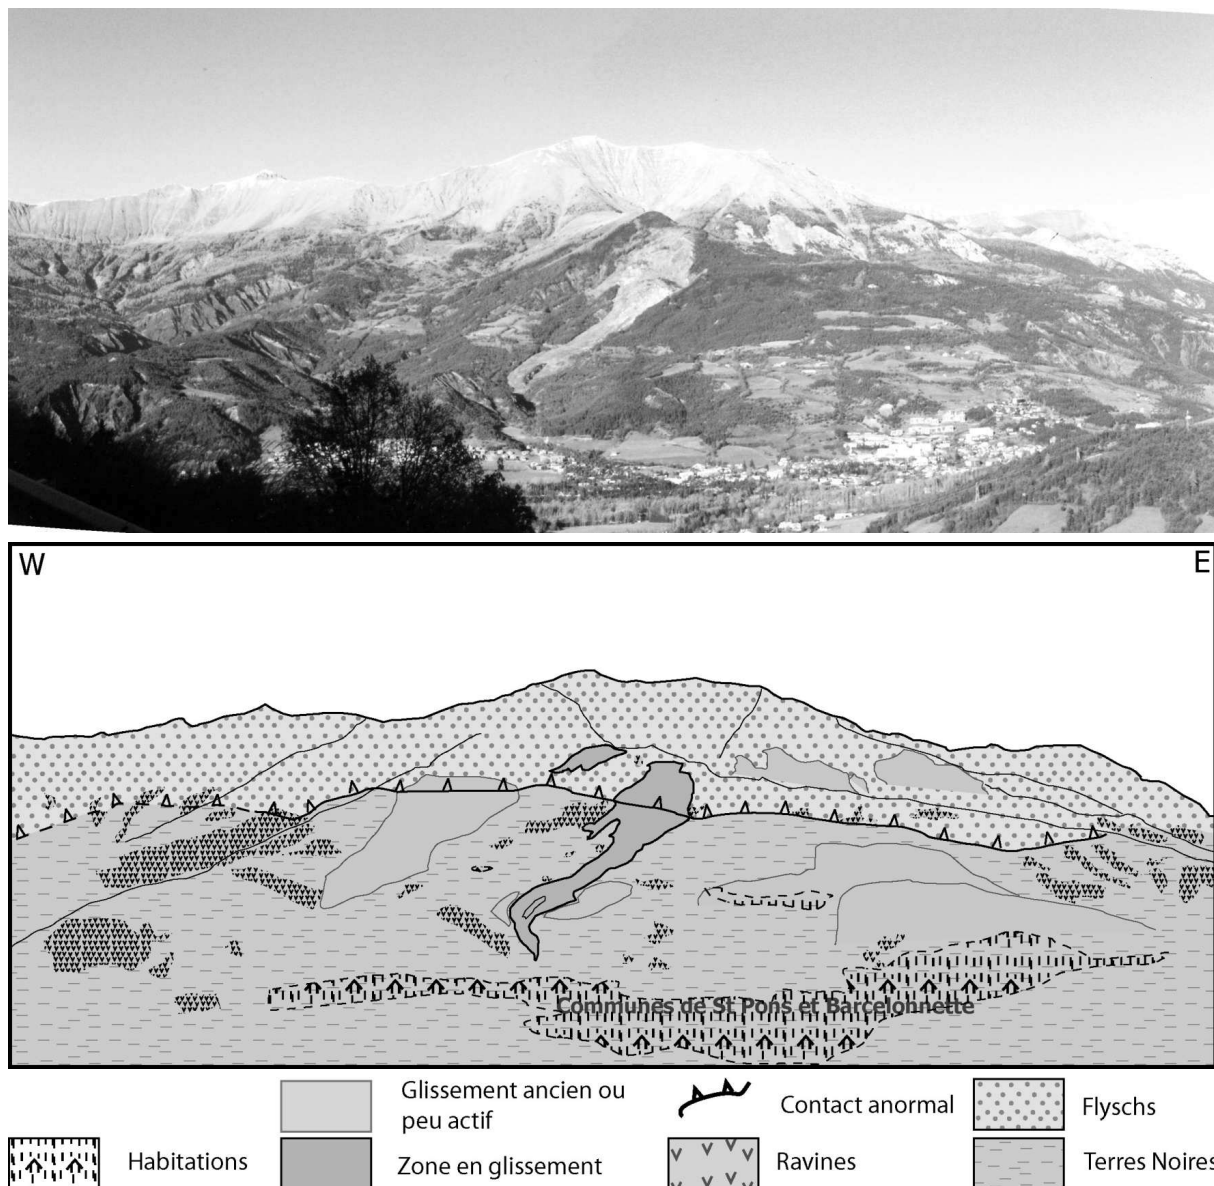 W
E
Communes de St Pons et Barcelonnette
Glissement ancien ou
peu actif
Contact anormal
Flyschs
Habitations
Zone en glissement
Ravines
Terres Noires